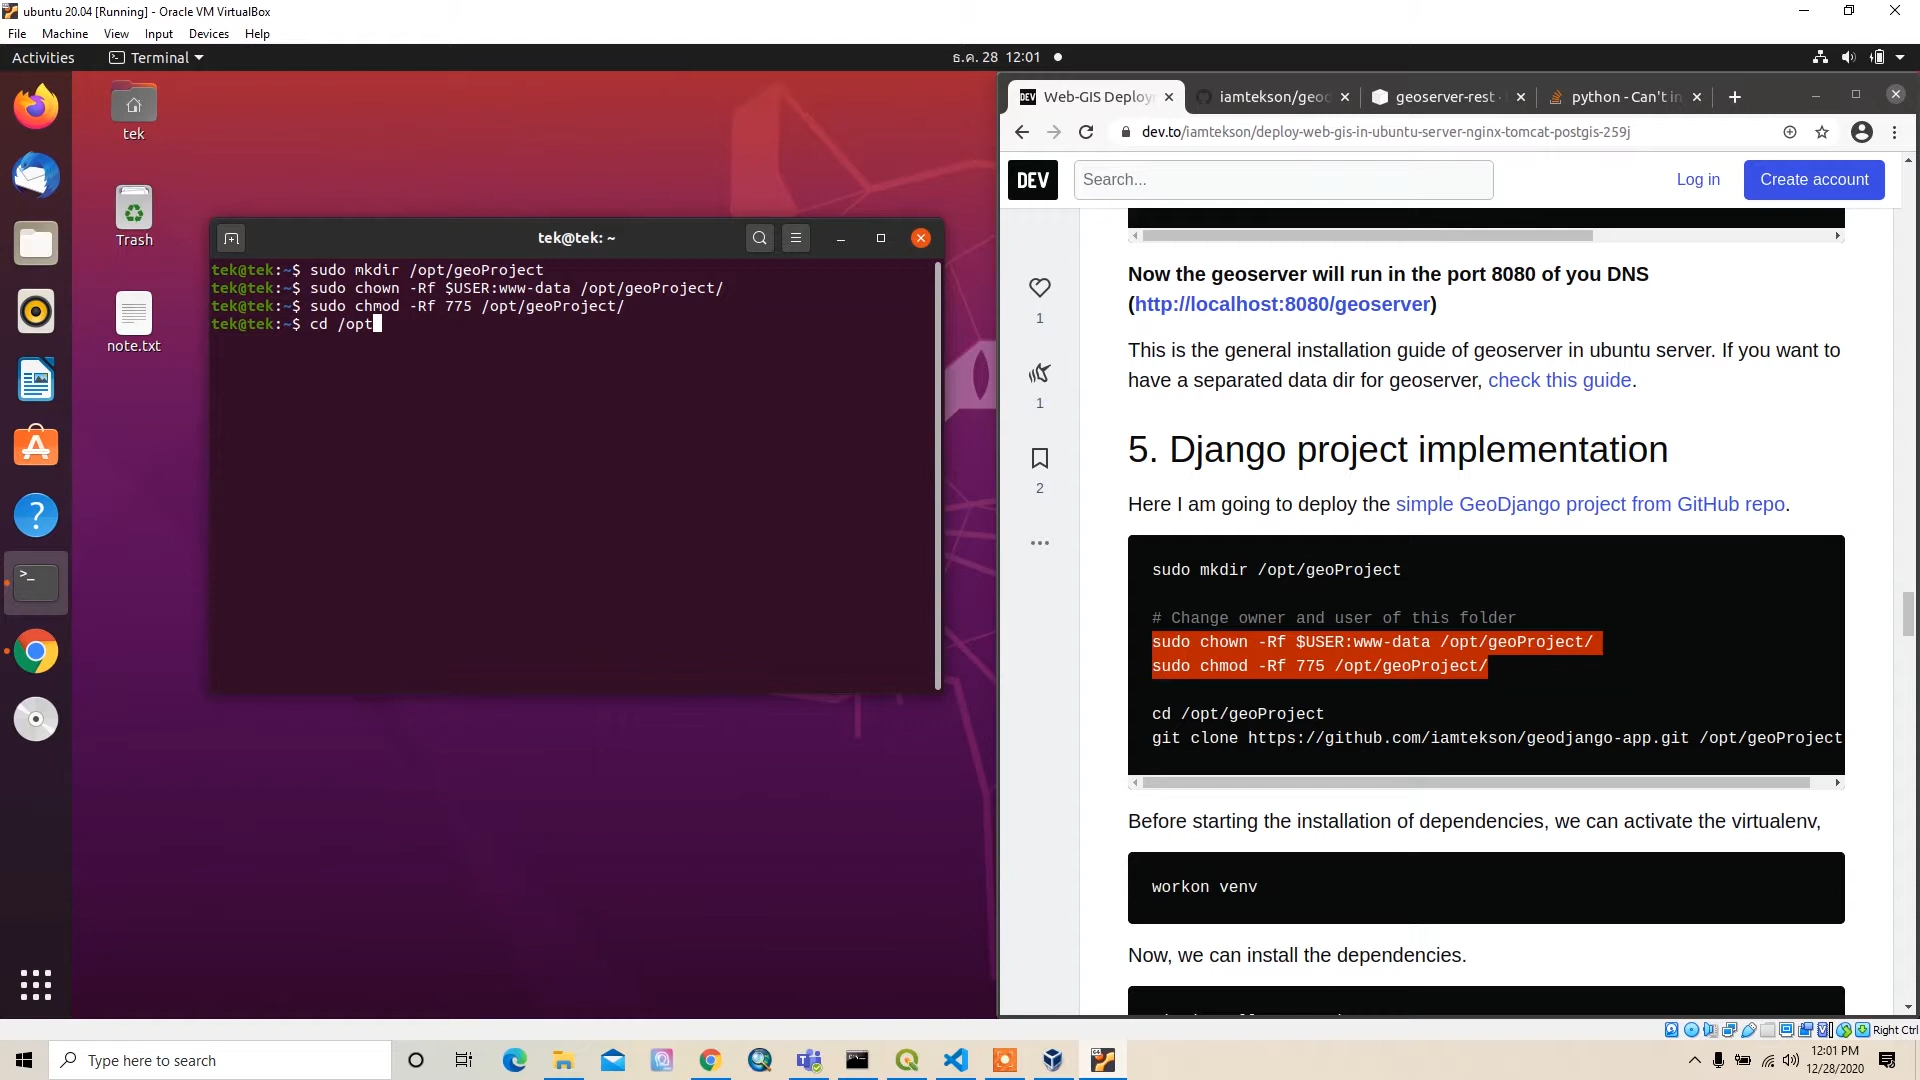 ubuntu 20.04 [Running] - Oracle VM VirtualBox
File Machine View Input Devices Help
Activities Terminal ธ.ค. 28 12:01
tek
Trash
note.txt
tek@tek: ~
tek@tek:~$ sudo mkdir /opt/geoProject
tek@tek:~$ sudo chown -Rf $USER:www-data /opt/geoProject/
tek@tek:~$ sudo chmod -Rf 775 /opt/geoProject/
tek@tek:~$ cd /opt
Web-GIS Deploy iamtekson/geo geoserver-rest python - Can't in
dev.to/iamtekson/deploy-web-gis-in-ubuntu-server-nginx-tomcat-postgis-259j
DEV Search... Log in Create account
1
1
2
Now the geoserver will run in the port 8080 of you DNS
(http://localhost:8080/geoserver)
This is the general installation guide of geoserver in ubuntu server. If you want to
have a separated data dir for geoserver, check this guide.
5. Django project implementation
Here I am going to deploy the simple GeoDjango project from GitHub repo.
sudo mkdir /opt/geoProject
# Change owner and user of this folder
sudo chown -Rf $USER:www-data /opt/geoProject/
sudo chmod -Rf 775 /opt/geoProject/
cd /opt/geoProject
git clone https://github.com/iamtekson/geodjango-app.git /opt/geoProject
Before starting the installation of dependencies, we can activate the virtualenv,
workon venv
Now, we can install the dependencies.
Right Ctrl
Type here to search
12:01 PM
12/28/2020